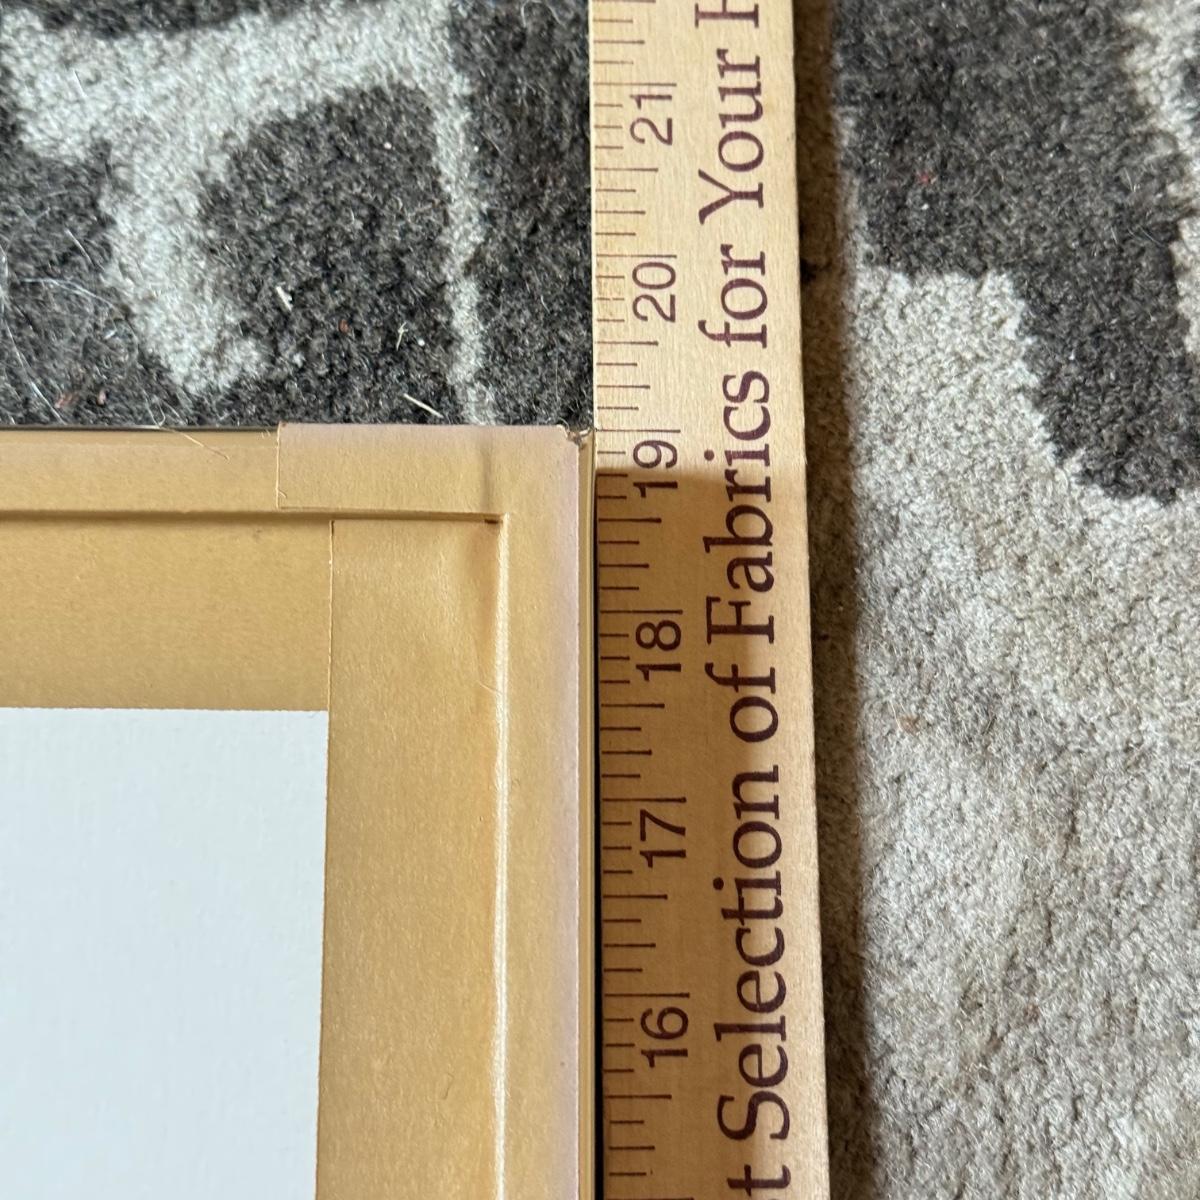 t Selection of Fabrics for Your H
16 17 18 19 20 21